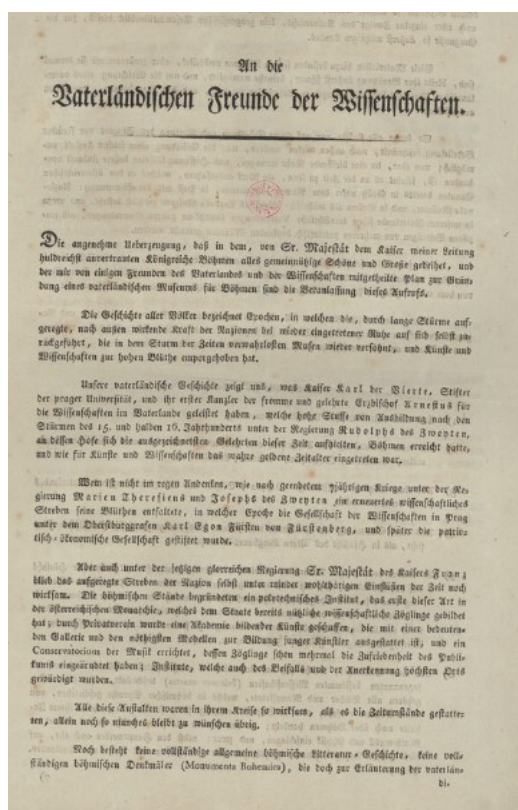 An die
Vaterländischen Freunde der Wissenschaften.
Die angenehme Ueberzeugung, daß in dem, von Sr. Majestät dem Kaiser meiner Leitung
huldreichst anvertrauten Königreiche Böhmen alles gemeinnützige Schöne und Große gedeihet, und
der mir von einigen Freunden des Vaterlandes und der Wissenschaften mitgetheilte Plan zur Grün-
dung eines vaterländischen Museums für Böhmen sind die Veranlassung dieses Aufrufs.
Die Geschichte aller Völker bezeichnet Epochen, in welchen die, durch lange Stürme auf-
geregte, nach außen wirkende Kraft der Nazionen bei wieder eingetretener Ruhe auf sich selbst zu-
rückgeführt, die in dem Sturm der Zeiten verwahrlosten Musen wieder versöhnt, und Künste und
Wissenschaften zur hohen Blüthe emporgehoben hat.
Unsere vaterländische Geschichte zeigt uns, was Kaiser Karl der Vierte, Stifter
der prager Universität, und ihr erster Kanzler der fromme und gelehrte Erzbischof Arnestus für
die Wissenschaften im Vaterlande geleistet haben, welche hohe Stuffe von Ausbildung nach den
Stürmen des 15. und halben 16. Jahrhunderts unter der Regierung Rudolphs des Zweyten,
an dessen Hofe sich die ausgezeichnetsten Gelehrten dieser Zeit aufhielten, Böhmen erreicht hatte,
und wie für Künste und Wissenschaften das wahre goldene Zeitalter eingetreten war.
Wem ist nicht im regen Andenken, wie nach geendetem 7jährigen Kriege unter der Re-
gierung Marien Theresiens und Josephs des Zweyten ein erneuertes wissenschaftliches
Streben seine Blüthen entfaltete, in welcher Epoche die Gesellschaft der Wissenschaften in Prag
unter dem Oberstburggrafen Karl Egon Fürsten von Fürstenberg, und später die patrio-
tisch-ökonomische Gesellschaft gestiftet wurde.
Aber auch unter der jetzigen glorreichen Regierung Sr. Majestät des Kaisers Franz
blieb das aufgeregte Streben der Nazion selbst unter minder wohlthätigen Einflüssen der Zeit noch
wirksam. Die böhmischen Stände begründeten ein polytechnisches Institut, das erste dieser Art in
der österreichischen Monarchie, welches dem Staate bereits nützliche wissenschaftliche Zöglinge gebildet
hat; durch Privatverein wurde eine Akademie bildender Künste geschaffen, die mit einer bedeuten-
den Gallerie und den nöthigsten Modellen zur Bildung junger Künstler ausgestattet ist, und ein
Conservatorium der Musik errichtet, dessen Zöglinge schon mehrmal die Zufriedenheit des Publi-
kums eingeärndtet haben; Institute, welche auch des Beifalls und der Anerkennung höchsten Orts
gewürdigt wurden.
Alle diese Anstalten waren in ihrem Kreise so wirksam, als es die Zeitumstände gestatte-
ten, allein noch so manches bleibt zu wünschen übrig.
Noch besteht keine vollständige allgemeine böhmische Litteratur-Geschichte, keine voll-
ständigen böhmischen Denkmäler (Monumenta Bohemica), die doch zur Erläuterung der vaterlän-
di-